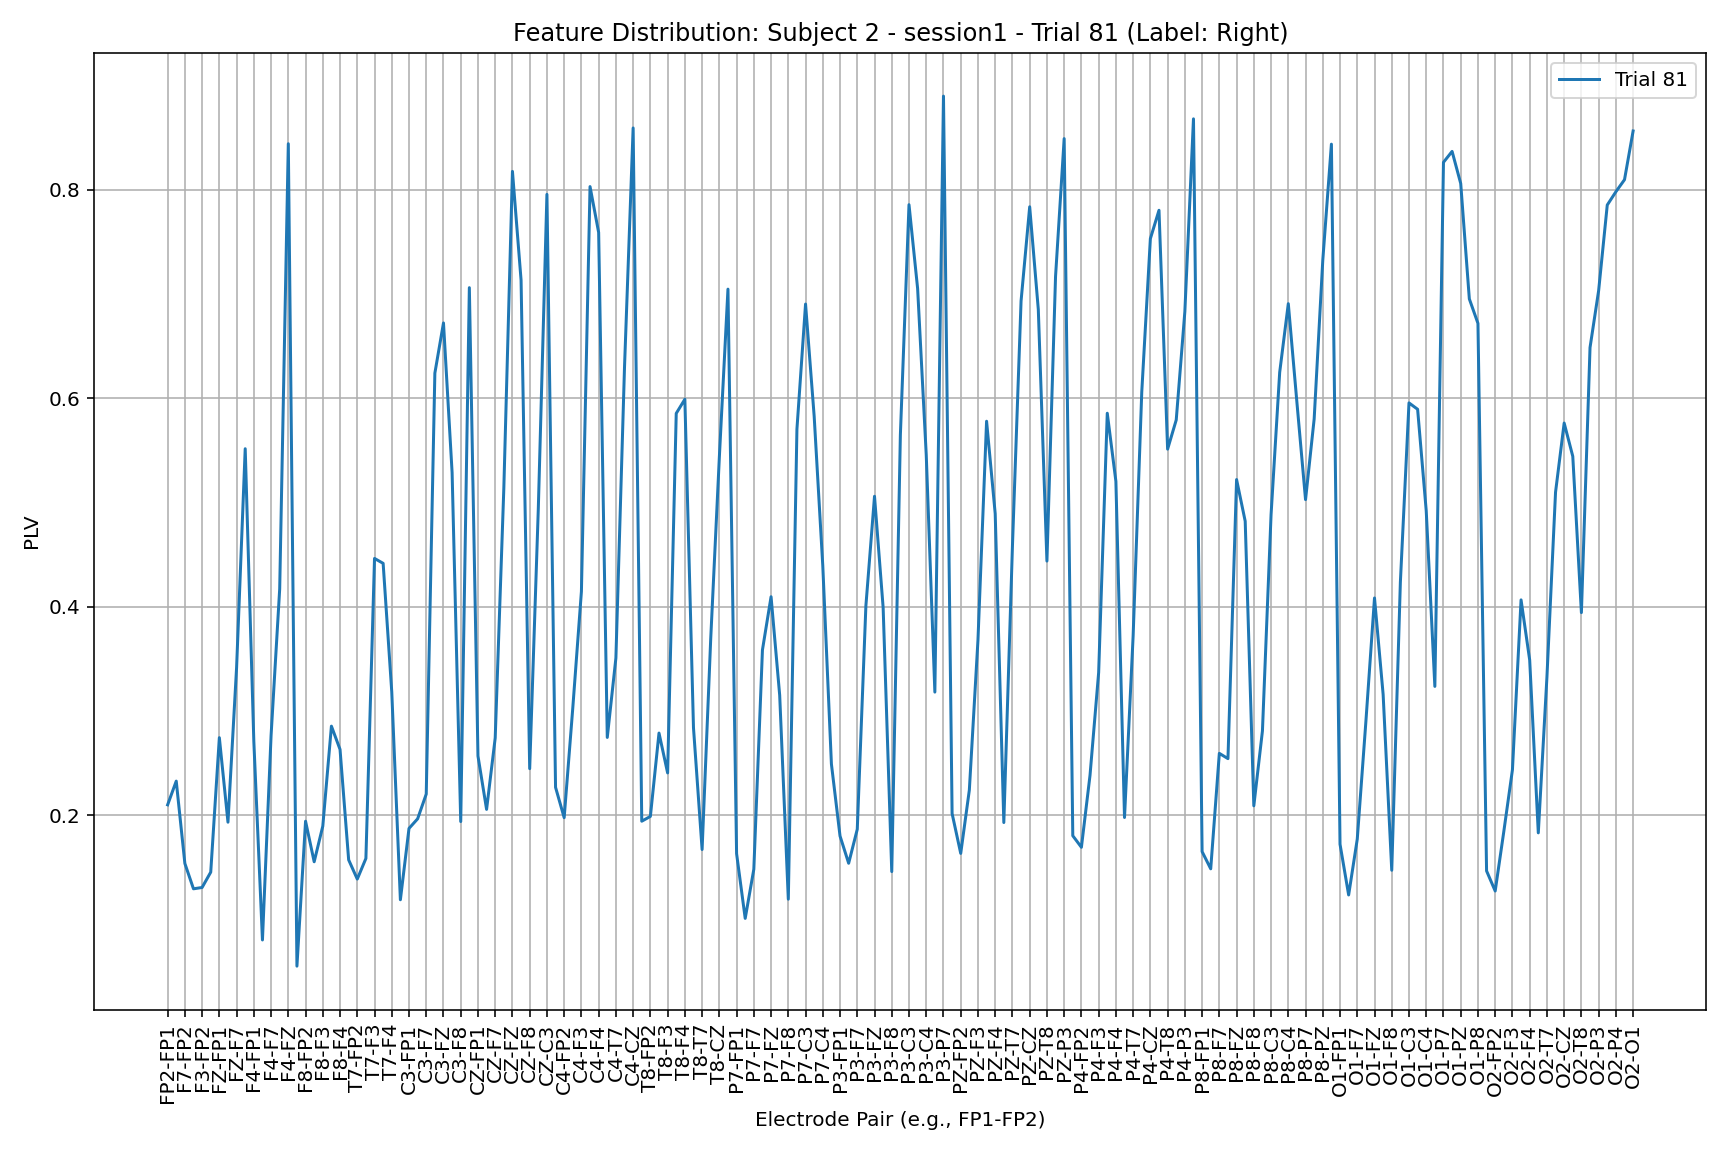 Feature Distribution: Subject 2 - session1 - Trial 81 (Label: Right)
Trial 81
PLV
0.8
0.6
0.4
0.2
FP2-FP1
F7-FP2
F3-FP2
FZ-FP1
FZ-F7
F4-FP1
F4-F7
F4-FZ
F8-FP2
F8-F3
F8-F4
T7-FP2
T7-F3
T7-F4
C3-FP1
C3-F7
C3-FZ
C3-F8
CZ-FP1
CZ-F7
CZ-FZ
CZ-F8
CZ-C3
C4-FP2
C4-F3
C4-F4
C4-T7
C4-CZ
T8-FP2
T8-F3
T8-F4
T8-T7
T8-CZ
P7-FP1
P7-F7
P7-FZ
P7-F8
P7-C3
P7-C4
P3-FP1
P3-F7
P3-FZ
P3-F8
P3-C3
P3-C4
P3-P7
PZ-FP2
PZ-F3
PZ-F4
PZ-T7
PZ-CZ
PZ-T8
PZ-P3
P4-FP2
P4-F3
P4-F4
P4-T7
P4-CZ
P4-T8
P4-P3
P8-FP1
P8-F7
P8-FZ
P8-F8
P8-C3
P8-C4
P8-P7
P8-PZ
O1-FP1
O1-F7
O1-FZ
O1-F8
O1-C3
O1-C4
O1-P7
O1-PZ
O1-P8
O2-FP2
O2-F3
O2-F4
O2-T7
O2-CZ
O2-T8
O2-P3
O2-P4
O2-O1
Electrode Pair (e.g., FP1-FP2)